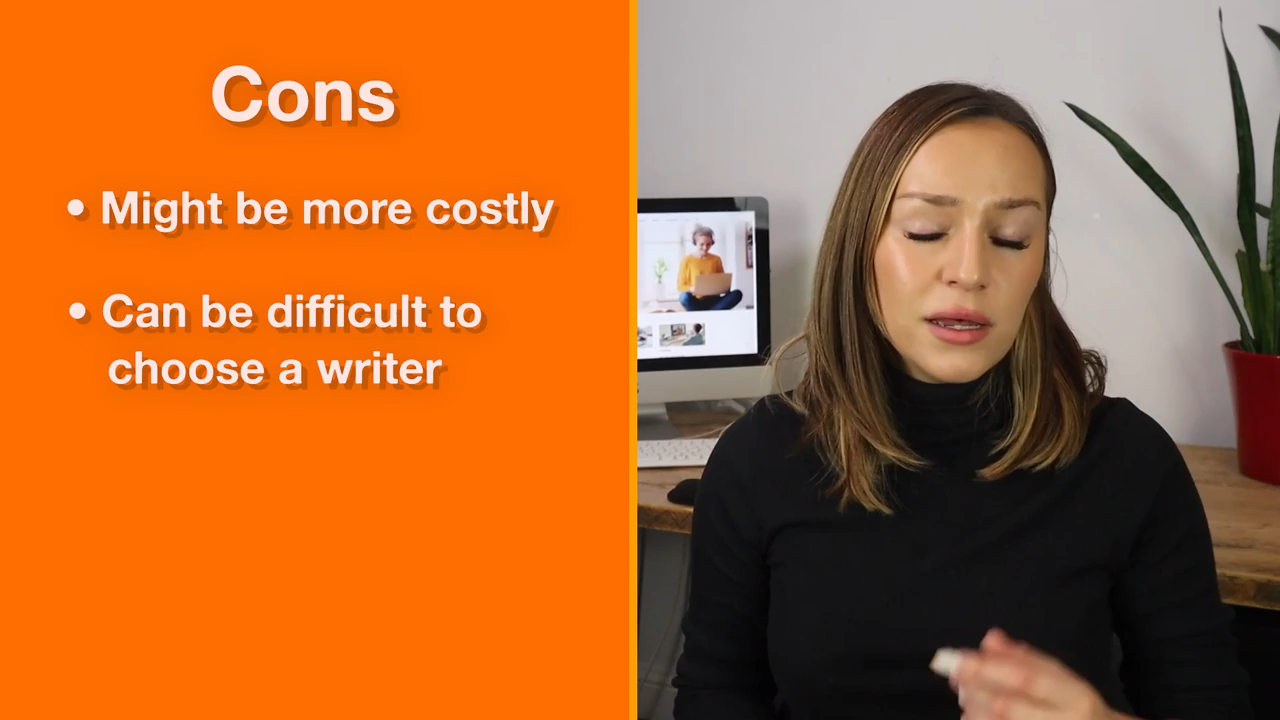 Cons
• Might be more costly
• Can be difficult to
choose a writer